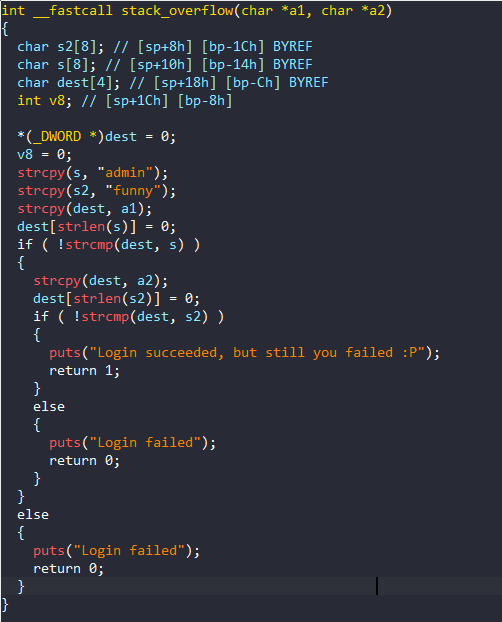 int __fastcall stack_overflow(char *a1, char *a2)
{
  char s2[8]; // [sp+8h] [bp-1Ch] BYREF
  char s[8]; // [sp+10h] [bp-14h] BYREF
  char dest[4]; // [sp+18h] [bp-Ch] BYREF
  int v8; // [sp+1Ch] [bp-8h]

  *(_DWORD *)dest = 0;
  v8 = 0;
  strcpy(s, "admin");
  strcpy(s2, "funny");
  strcpy(dest, a1);
  dest[strlen(s)] = 0;
  if ( !strcmp(dest, s) )
  {
    strcpy(dest, a2);
    dest[strlen(s2)] = 0;
    if ( !strcmp(dest, s2) )
    {
      puts("Login succeeded, but still you failed :P");
      return 1;
    }
    else
    {
      puts("Login failed");
      return 0;
    }
  }
  else
  {
    puts("Login failed");
    return 0;
  }
}